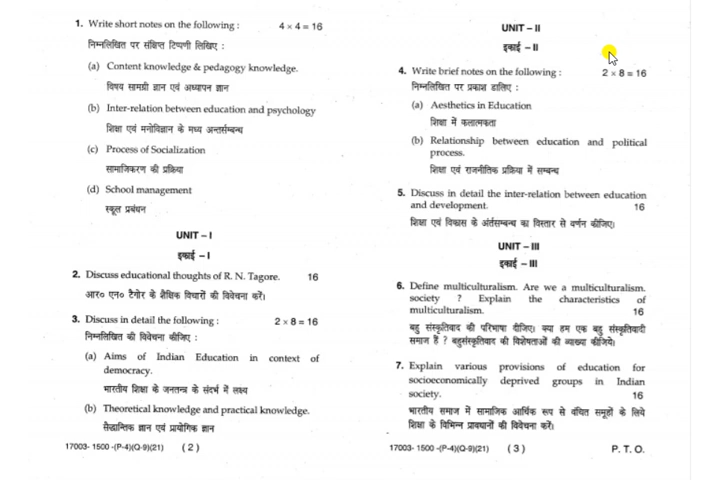 1. Write short notes on the following : 4 × 4 = 16
निम्नलिखित पर संक्षिप्त टिप्पणी लिखिए :
(a) Content knowledge & pedagogy knowledge.
विषय सामग्री ज्ञान एवं अध्यापन ज्ञान
(b) Inter-relation between education and psychology
शिक्षा एवं मनोविज्ञान के मध्य अन्तर्सम्बन्ध
(c) Process of Socialization
सामाजिकरण की प्रक्रिया
(d) School management
स्कूल प्रबंधन
UNIT – I
इकाई – I
2. Discuss educational thoughts of R. N. Tagore. 16
आर० एन० टैगोर के शैक्षिक विचारों की विवेचना करें।
3. Discuss in detail the following : 2 × 8 = 16
निम्नलिखित की विवेचना कीजिए :
(a) Aims of Indian Education in context of
democracy.
भारतीय शिक्षा के जनतन्त्र के संदर्भ में लक्ष्य
(b) Theoretical knowledge and practical knowledge.
सैद्धान्तिक ज्ञान एवं प्रायोगिक ज्ञान
17003- 1500 -(P-4)(Q-9)(21) ( 2 )
UNIT – II
इकाई – II
4. Write brief notes on the following : 2 × 8 = 16
निम्नलिखित पर प्रकाश डालिए :
(a) Aesthetics in Education
शिक्षा में कलात्मकता
(b) Relationship between education and political
process.
शिक्षा एवं राजनीतिक प्रक्रिया में सम्बन्ध
5. Discuss in detail the inter-relation between education
and development. 16
शिक्षा एवं विकास के अंर्तसम्बन्ध का विस्तार से वर्णन कीजिए।
UNIT – III
इकाई – III
6. Define multiculturalism. Are we a multiculturalism.
society ? Explain the characteristics of
multiculturalism. 16
बहु संस्कृतिवाद की परिभाषा दीजिए। क्या हम एक बहु संस्कृतिवादी
समाज हैं ? बहुसंस्कृतिवाद की विशेषताओं की व्याख्या कीजिये।
7. Explain various provisions of education for
socioeconomically deprived groups in Indian
society. 16
भारतीय समाज में सामाजिक आर्थिक रूप से वंचित समूहों के लिये
शिक्षा के विभिन्न प्रावधानों की विवेचना करें।
17003- 1500 -(P-4)(Q-9)(21) ( 3 ) P. T. O.